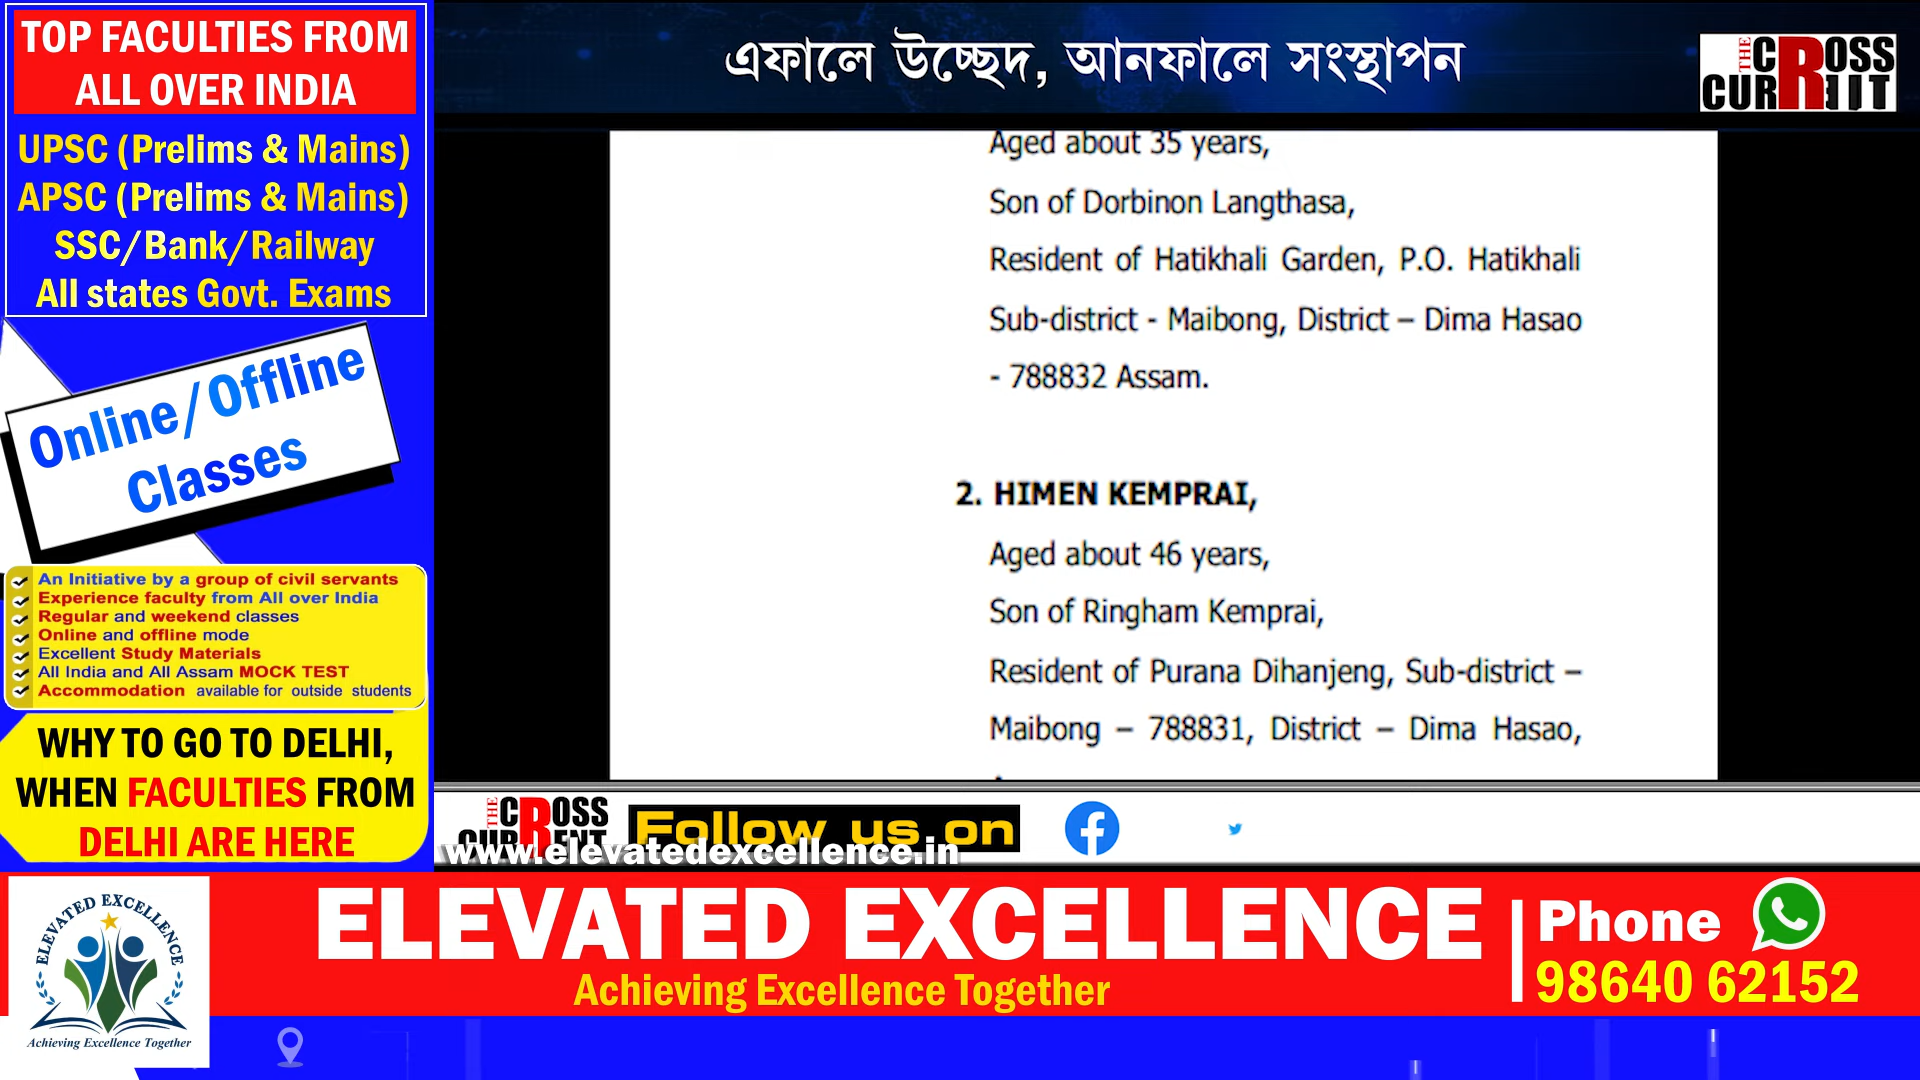 TOP FACULTIES FROM
ALL OVER INDIA
UPSC (Prelims & Mains)
APSC (Prelims & Mains)
SSC/Bank/Railway
All states Govt. Exams
Online/Offline
Classes
An Initiative by a group of civil servants
Experience faculty from All over India
Regular and weekend classes
Online and offline mode
Excellent Study Materials
All India and All Assam MOCK TEST
Accommodation available for outside students
WHY TO GO TO DELHI,
WHEN FACULTIES FROM
DELHI ARE HERE
এফালে উচ্ছেদ, আনফালে সংস্থাপন
THE CROSS
Aged about 35 years,
Son of Dorbinon Langthasa,
Resident of Hatikhali Garden, P.O. Hatikhali
Sub-district - Maibong, District – Dima Hasao
- 788832 Assam.
2. HIMEN KEMPRAI,
Aged about 46 years,
Son of Ringham Kemprai,
Resident of Purana Dihanjeng, Sub-district –
Maibong – 788831, District – Dima Hasao,
THE CROSS
CURRENT
Follow us on
www.elevatedexcellence.in
ELEVATED EXCELLENCE
Achieving Excellence Together
ELEVATED EXCELLENCE
Achieving Excellence Together
Phone
98640 62152